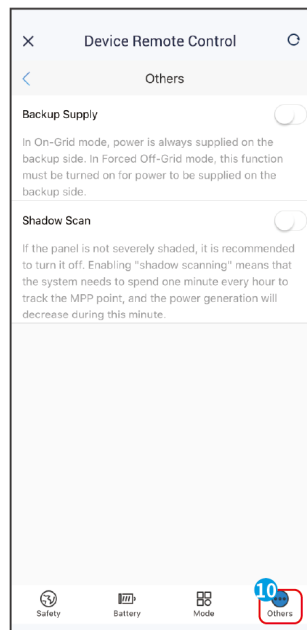 Device Remote Control
Others
Backup Supply
In On-Grid mode, power is always supplied on the
backup side. In Forced Off-Grid mode, this function
must be turned on for power to be supplied on the
backup side.
Shadow Scan
If the panel is not severely shaded, it is recommended
to turn it off. Enabling "shadow scanning" means that
the system needs to spend one minute every hour to
track the MPP point, and the power generation will
decrease during this minute.
10
Safety
Battery
Mode
Others